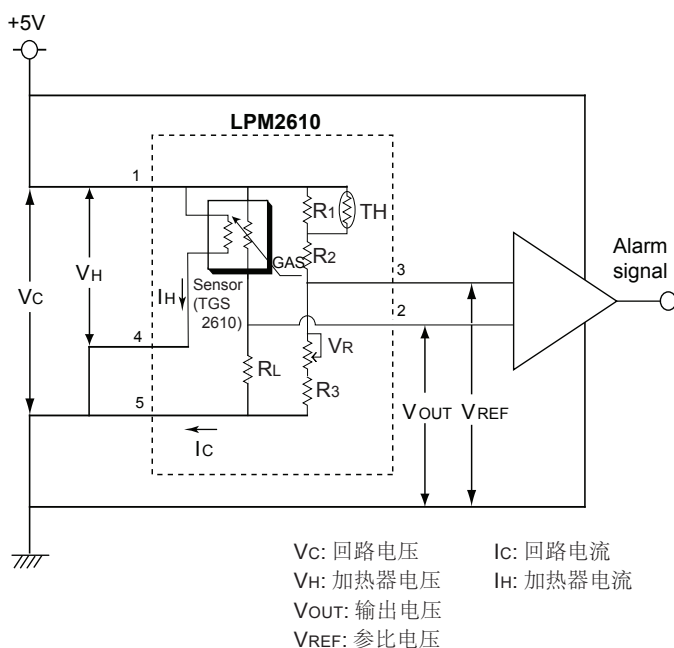 +5V
LPM2610
1
R1
TH
R2
GAS
3
Alarm
signal
VH
VC
IH
Sensor
(TGS
2610)
2
4
VR
RL
R3
5
VOUT
VREF
IC
VC: 回路电压
IC: 回路电流
VH: 加热器电压
IH: 加热器电流
VOUT: 输出电压
VREF: 参比电压